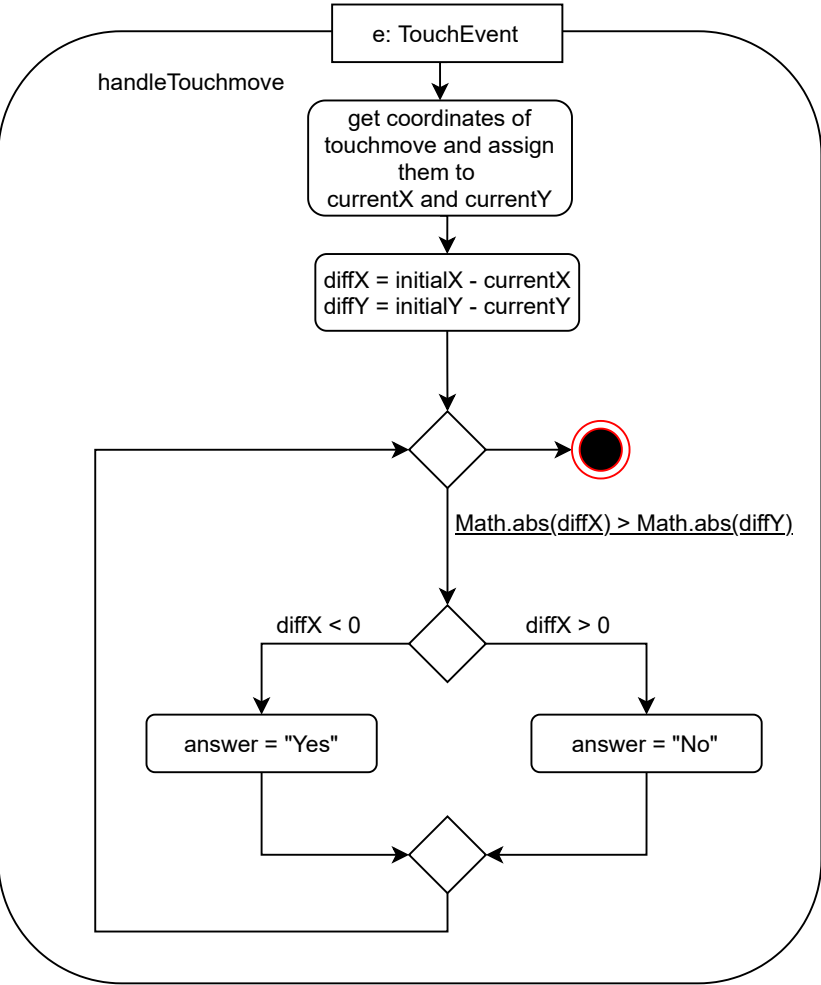 e: TouchEvent
handleTouchmove
get coordinates of
touchmove and assign
them to
currentX and currentY
diffX = initialX - currentX
diffY = initialY - currentY
Math.abs(diffX) > Math.abs(diffY)
diffX < 0
diffX > 0
answer = "Yes"
answer = "No"